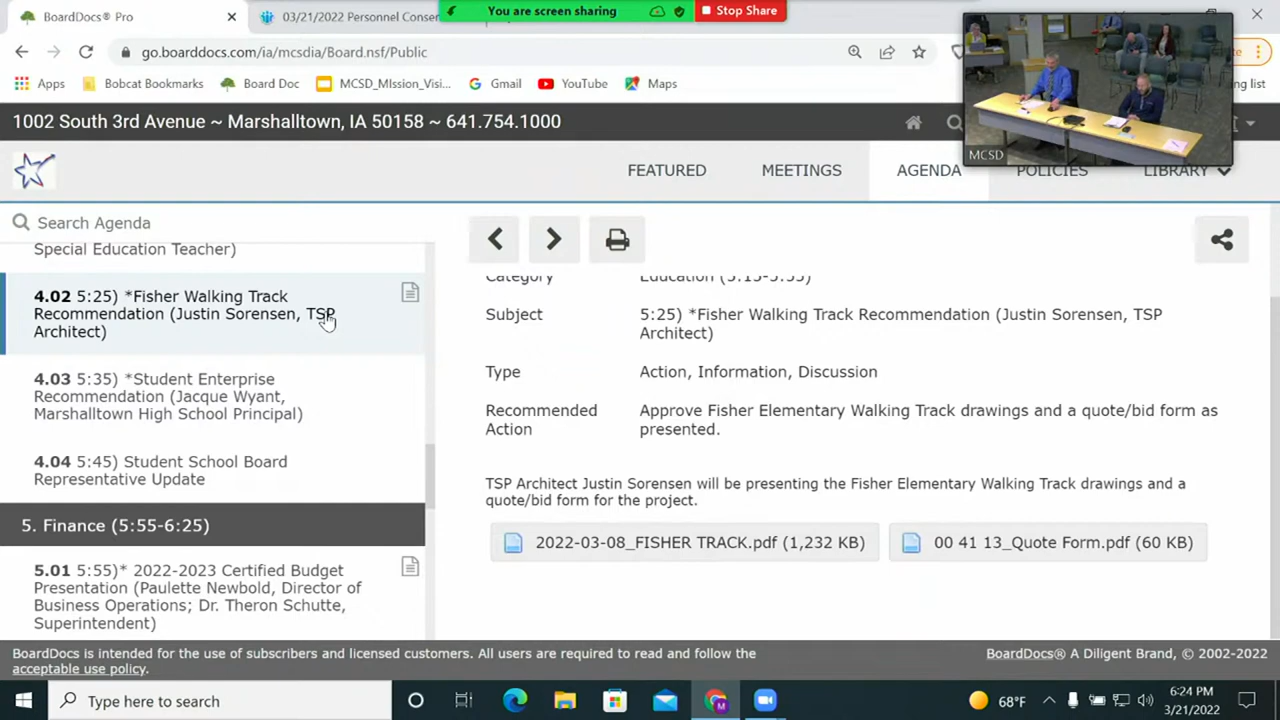 BoardDocs® Pro
03/21/2022 Personnel Conser
You are screen sharing
Stop Share
go.boarddocs.com/ia/mcsdia/Board.nsf/Public
Apps
Bobcat Bookmarks
Board Doc
MCSD_MIssion_Visi...
Gmail
YouTube
Maps
1002 South 3rd Avenue ~ Marshalltown, IA 50158 ~ 641.754.1000
MCSD
FEATURED
MEETINGS
AGENDA
POLICIES
LIBRARY
Search Agenda
Special Education Teacher)
4.02 5:25) *Fisher Walking Track
Recommendation (Justin Sorensen, TSP
Architect)
4.03 5:35) *Student Enterprise
Recommendation (Jacque Wyant,
Marshalltown High School Principal)
4.04 5:45) Student School Board
Representative Update
5. Finance (5:55-6:25)
5.01 5:55)* 2022-2023 Certified Budget
Presentation (Paulette Newbold, Director of
Business Operations; Dr. Theron Schutte,
Superintendent)
Category
Education (5:15-5:55)
Subject
5:25) *Fisher Walking Track Recommendation (Justin Sorensen, TSP
Architect)
Type
Action, Information, Discussion
Recommended
Action
Approve Fisher Elementary Walking Track drawings and a quote/bid form as
presented.
TSP Architect Justin Sorensen will be presenting the Fisher Elementary Walking Track drawings and a
quote/bid form for the project.
2022-03-08_FISHER TRACK.pdf (1,232 KB)
00 41 13_Quote Form.pdf (60 KB)
BoardDocs is intended for the use of subscribers and licensed customers. All users are required to read and follow the
acceptable use policy.
BoardDocs® A Diligent Brand, © 2002-2022
Type here to search
68°F
6:24 PM
3/21/2022